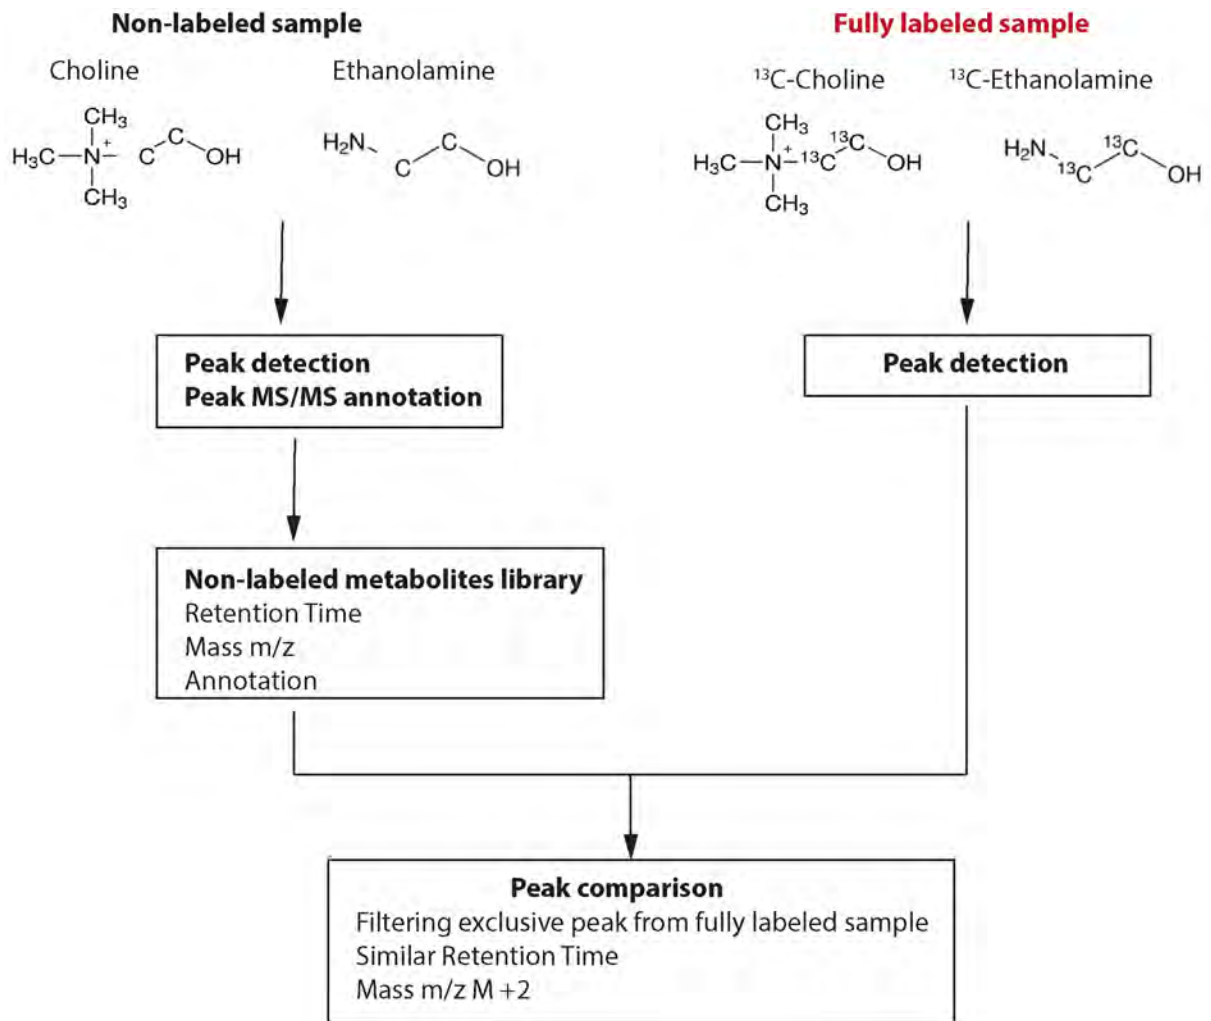 Non-labeled sample
Fully labeled sample
Choline
Ethanolamine
¹³C-Choline
¹³C-Ethanolamine
CH₃
H₃C
N
+
C
C
OH
CH₃
H₂N
C
C
OH
CH₃
H₃C
N
+
¹³C
¹³C
OH
CH₃
H₂N
¹³C
¹³C
OH
Peak detection
Peak MS/MS annotation
Peak detection
Non-labeled metabolites library
Retention Time
Mass m/z
Annotation
Peak comparison
Filtering exclusive peak from fully labeled sample
Similar Retention Time
Mass m/z M +2